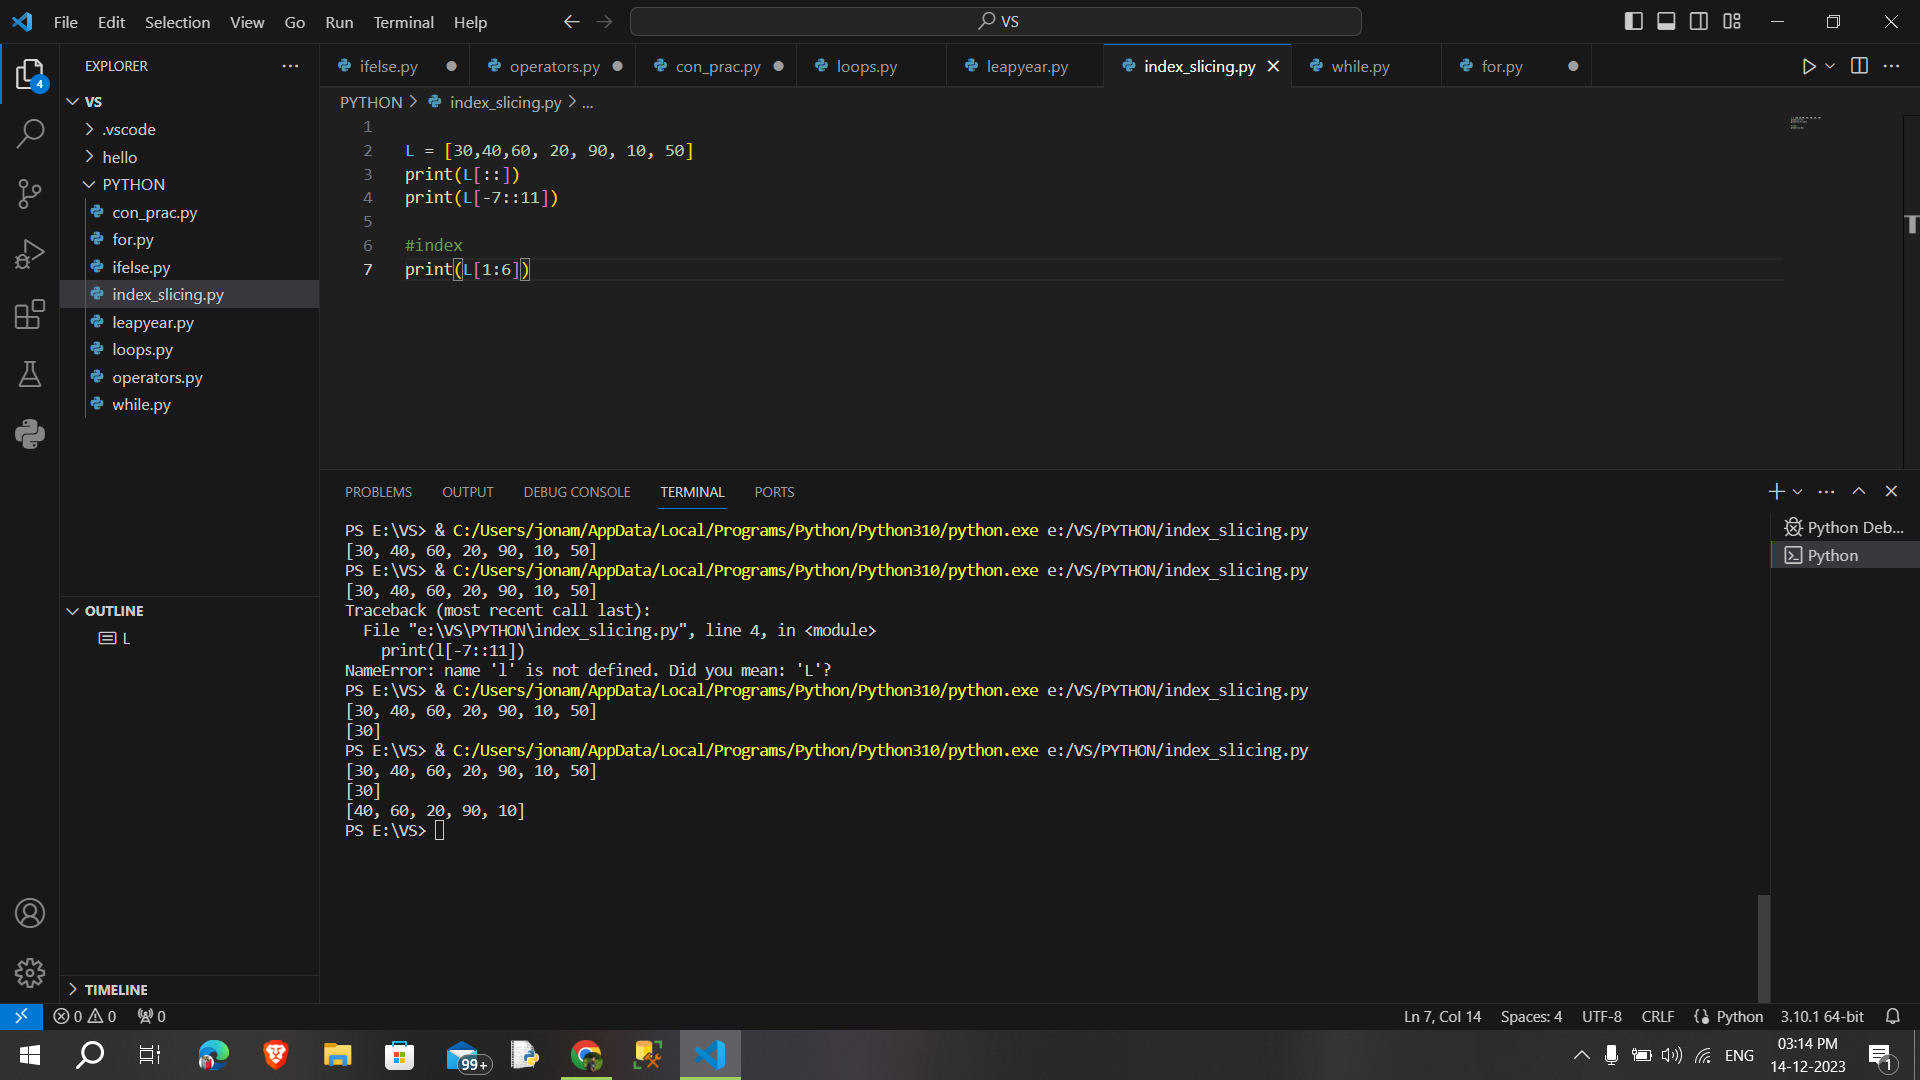 File Edit Selection View Go Run Terminal Help
VS
EXPLORER
4
VS
.vscode
hello
PYTHON
con_prac.py
for.py
ifelse.py
index_slicing.py
leapyear.py
loops.py
operators.py
while.py
OUTLINE
L
TIMELINE
ifelse.py operators.py con_prac.py loops.py leapyear.py index_slicing.py while.py for.py
PYTHON > index_slicing.py > ...
1
2 L = [30,40,60, 20, 90, 10, 50]
3 print(L[::])
4 print(L[-7::11])
5
6 #index
7 print(L[1:6])
PROBLEMS OUTPUT DEBUG CONSOLE TERMINAL PORTS
PS E:\VS> & C:/Users/jonam/AppData/Local/Programs/Python/Python310/python.exe e:/VS/PYTHON/index_slicing.py
[30, 40, 60, 20, 90, 10, 50]
PS E:\VS> & C:/Users/jonam/AppData/Local/Programs/Python/Python310/python.exe e:/VS/PYTHON/index_slicing.py
[30, 40, 60, 20, 90, 10, 50]
Traceback (most recent call last):
File "e:\VS\PYTHON\index_slicing.py", line 4, in <module>
print(l[-7::11])
NameError: name 'l' is not defined. Did you mean: 'L'?
PS E:\VS> & C:/Users/jonam/AppData/Local/Programs/Python/Python310/python.exe e:/VS/PYTHON/index_slicing.py
[30, 40, 60, 20, 90, 10, 50]
[30]
PS E:\VS> & C:/Users/jonam/AppData/Local/Programs/Python/Python310/python.exe e:/VS/PYTHON/index_slicing.py
[30, 40, 60, 20, 90, 10, 50]
[30]
[40, 60, 20, 90, 10]
PS E:\VS>
Python Deb...
Python
0 0 0
Ln 7, Col 14 Spaces: 4 UTF-8 CRLF Python 3.10.1 64-bit
99+
ENG
03:14 PM
14-12-2023
1